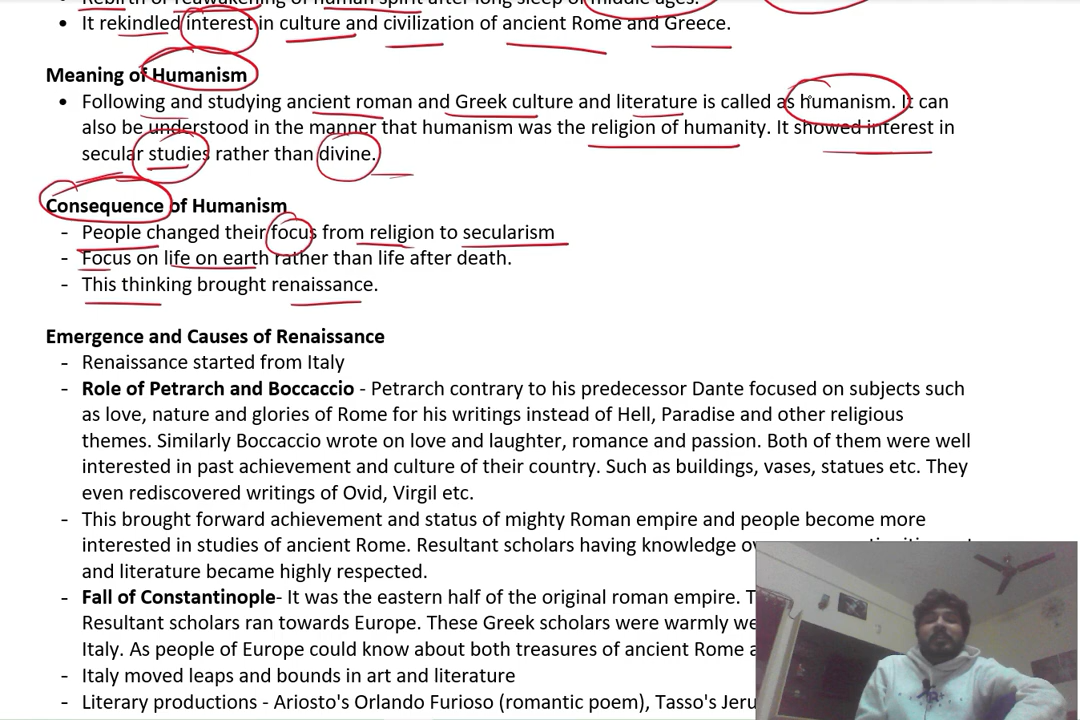 Rebirth or reawakening of human spirit after long sleep of middle ages.
• It rekindled interest in culture and civilization of ancient Rome and Greece.
Meaning of Humanism
• Following and studying ancient roman and Greek culture and literature is called as humanism. It can
also be understood in the manner that humanism was the religion of humanity. It showed interest in
secular studies rather than divine.
Consequence of Humanism
- People changed their focus from religion to secularism
- Focus on life on earth rather than life after death.
- This thinking brought renaissance.
Emergence and Causes of Renaissance
- Renaissance started from Italy
- Role of Petrarch and Boccaccio - Petrarch contrary to his predecessor Dante focused on subjects such
as love, nature and glories of Rome for his writings instead of Hell, Paradise and other religious
themes. Similarly Boccaccio wrote on love and laughter, romance and passion. Both of them were well
interested in past achievement and culture of their country. Such as buildings, vases, statues etc. They
even rediscovered writings of Ovid, Virgil etc.
- This brought forward achievement and status of mighty Roman empire and people become more
interested in studies of ancient Rome. Resultant scholars having knowledge
and literature became highly respected.
- Fall of Constantinople- It was the eastern half of the original roman empire.
Resultant scholars ran towards Europe. These Greek scholars were warmly
Italy. As people of Europe could know about both treasures of ancient Rome
- Italy moved leaps and bounds in art and literature
- Literary productions - Ariosto's Orlando Furioso (romantic poem), Tasso's